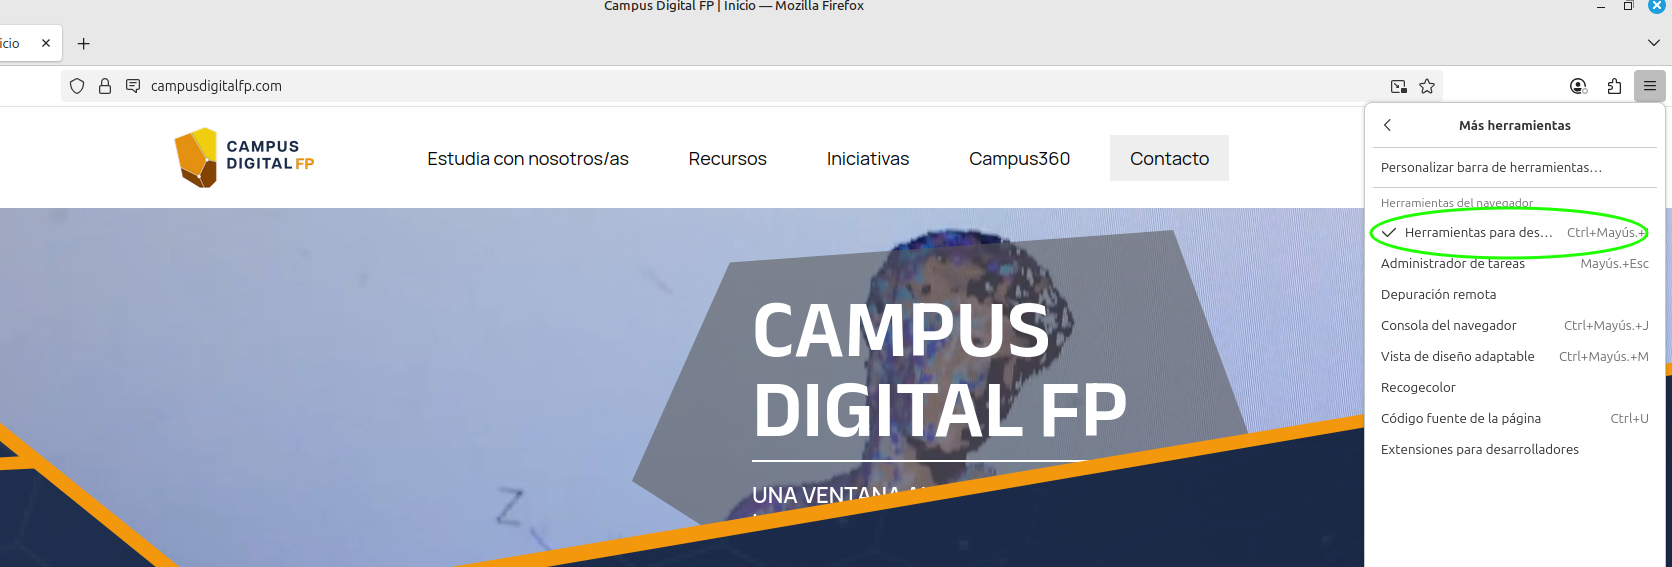 Campus Digital FP | Inicio — Mozilla Firefox
icio
campusdigitalfp.com
CAMPUS
DIGITAL FP
Estudia con nosotros/as
Recursos
Iniciativas
Campus360
Contacto
CAMPUS
DIGITAL FP
UNA VENTANA
Más herramientas
Personalizar barra de herramientas...
Herramientas del navegador
Herramientas para des... Ctrl+Mayús.+
Administrador de tareas Mayús.+Esc
Depuración remota
Consola del navegador Ctrl+Mayús.+J
Vista de diseño adaptable Ctrl+Mayús.+M
Recogecolor
Código fuente de la página Ctrl+U
Extensiones para desarrolladores